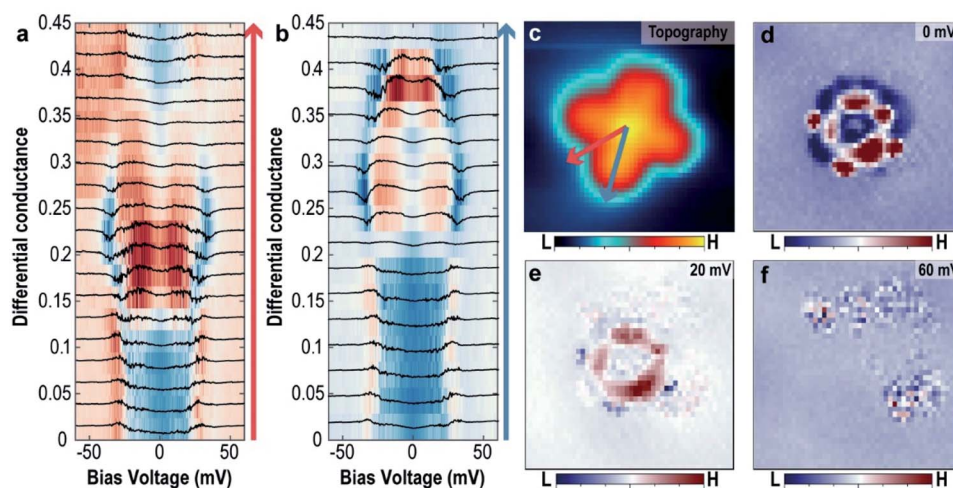 a
Differential conductance
0.45
0.4
0.35
0.3
0.25
0.2
0.15
0.1
0.05
0
-50
0
50
Bias Voltage (mV)
b
Differential conductance
0.45
0.4
0.35
0.3
0.25
0.2
0.15
0.1
0.05
0
-50
0
50
Bias Voltage (mV)
c
Topography
L
H
d
0 mV
L
H
e
20 mV
L
H
f
60 mV
L
H